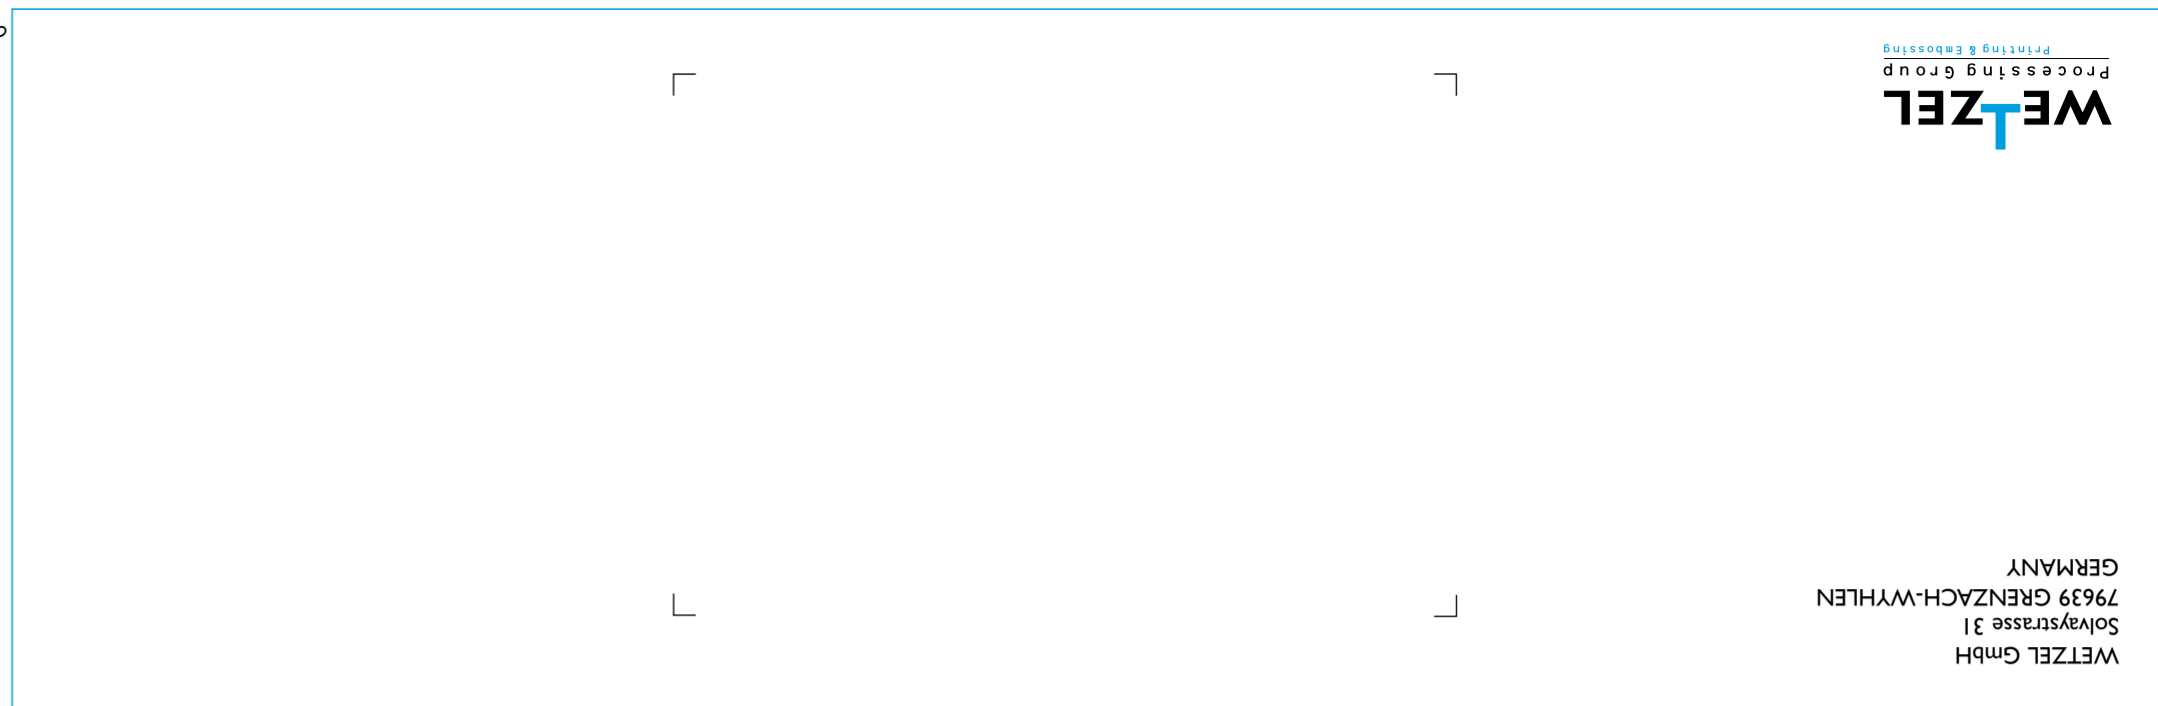 WETZEL GmbH
Solvaystrasse 31
79639 GRENZACH-WYHLEN
GERMANY
WETZEL
Processing Group
Printing & Embossing